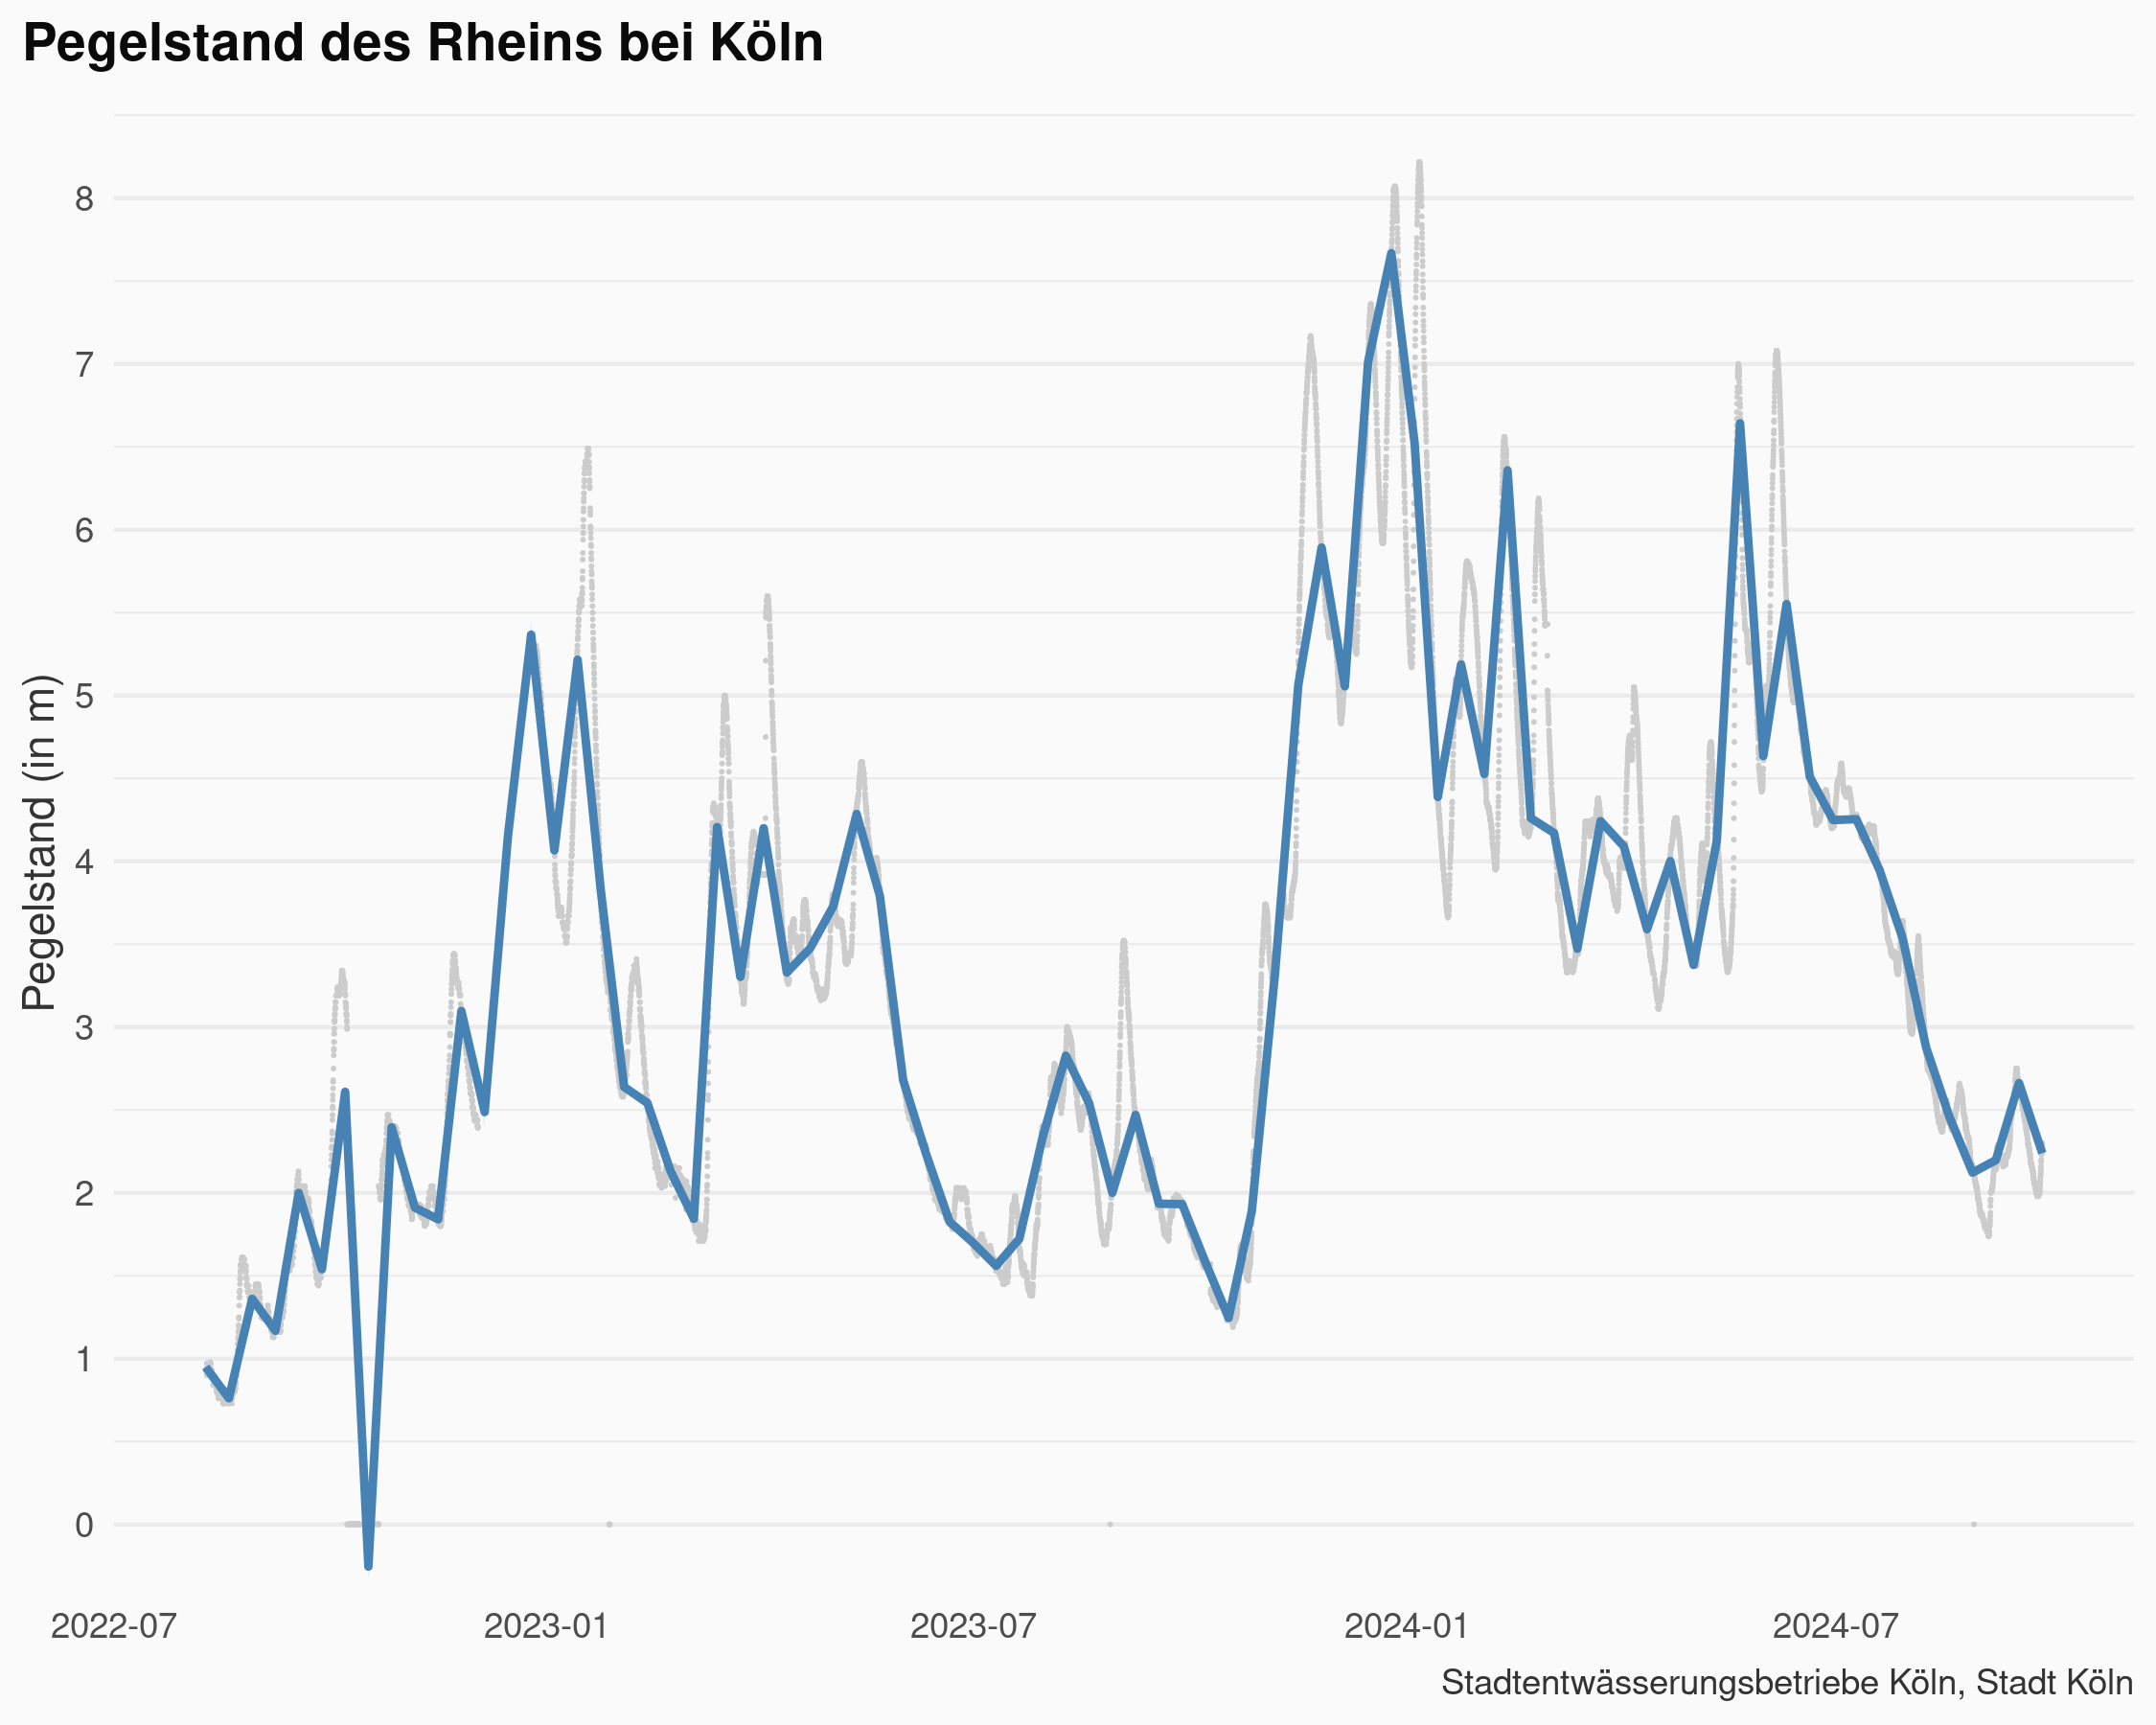 Pegelstand des Rheins bei Köln
Pegelstand (in m)
8
7
6
5
4
3
2
1
0
2022-07 2023-01 2023-07 2024-01 2024-07
Stadtentwässerungsbetriebe Köln, Stadt Köln